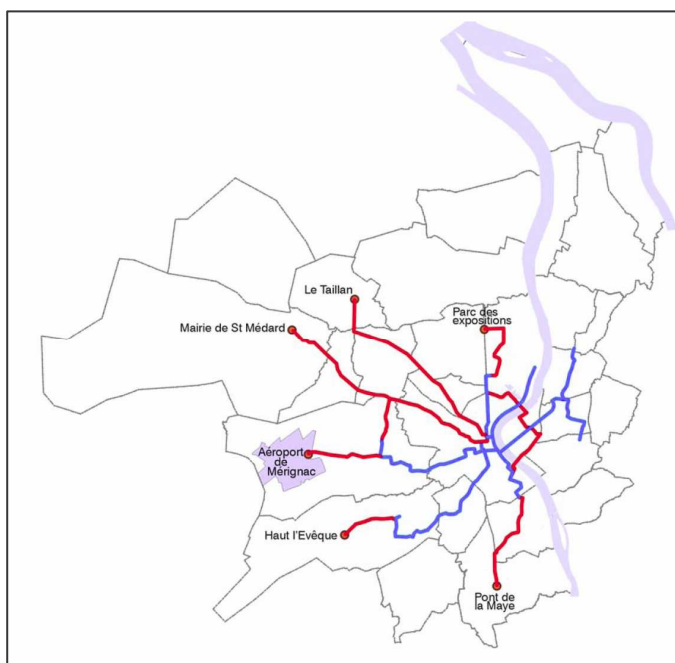 Le Taillan
Parc des
expositions
Mairie de St Médard
Aéroport
de
Mérignac
Haut l'Evêque
Pont de
la Maye